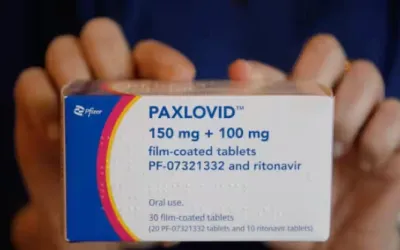 Pfizer
PAXLOVID™
150 mg + 100 mg
film-coated tablets
PF-07321332 and ritonavir
Oral use.
30 film-coated tablets
(20 PF-07321332 tablets and 10 ritonavir tablets)